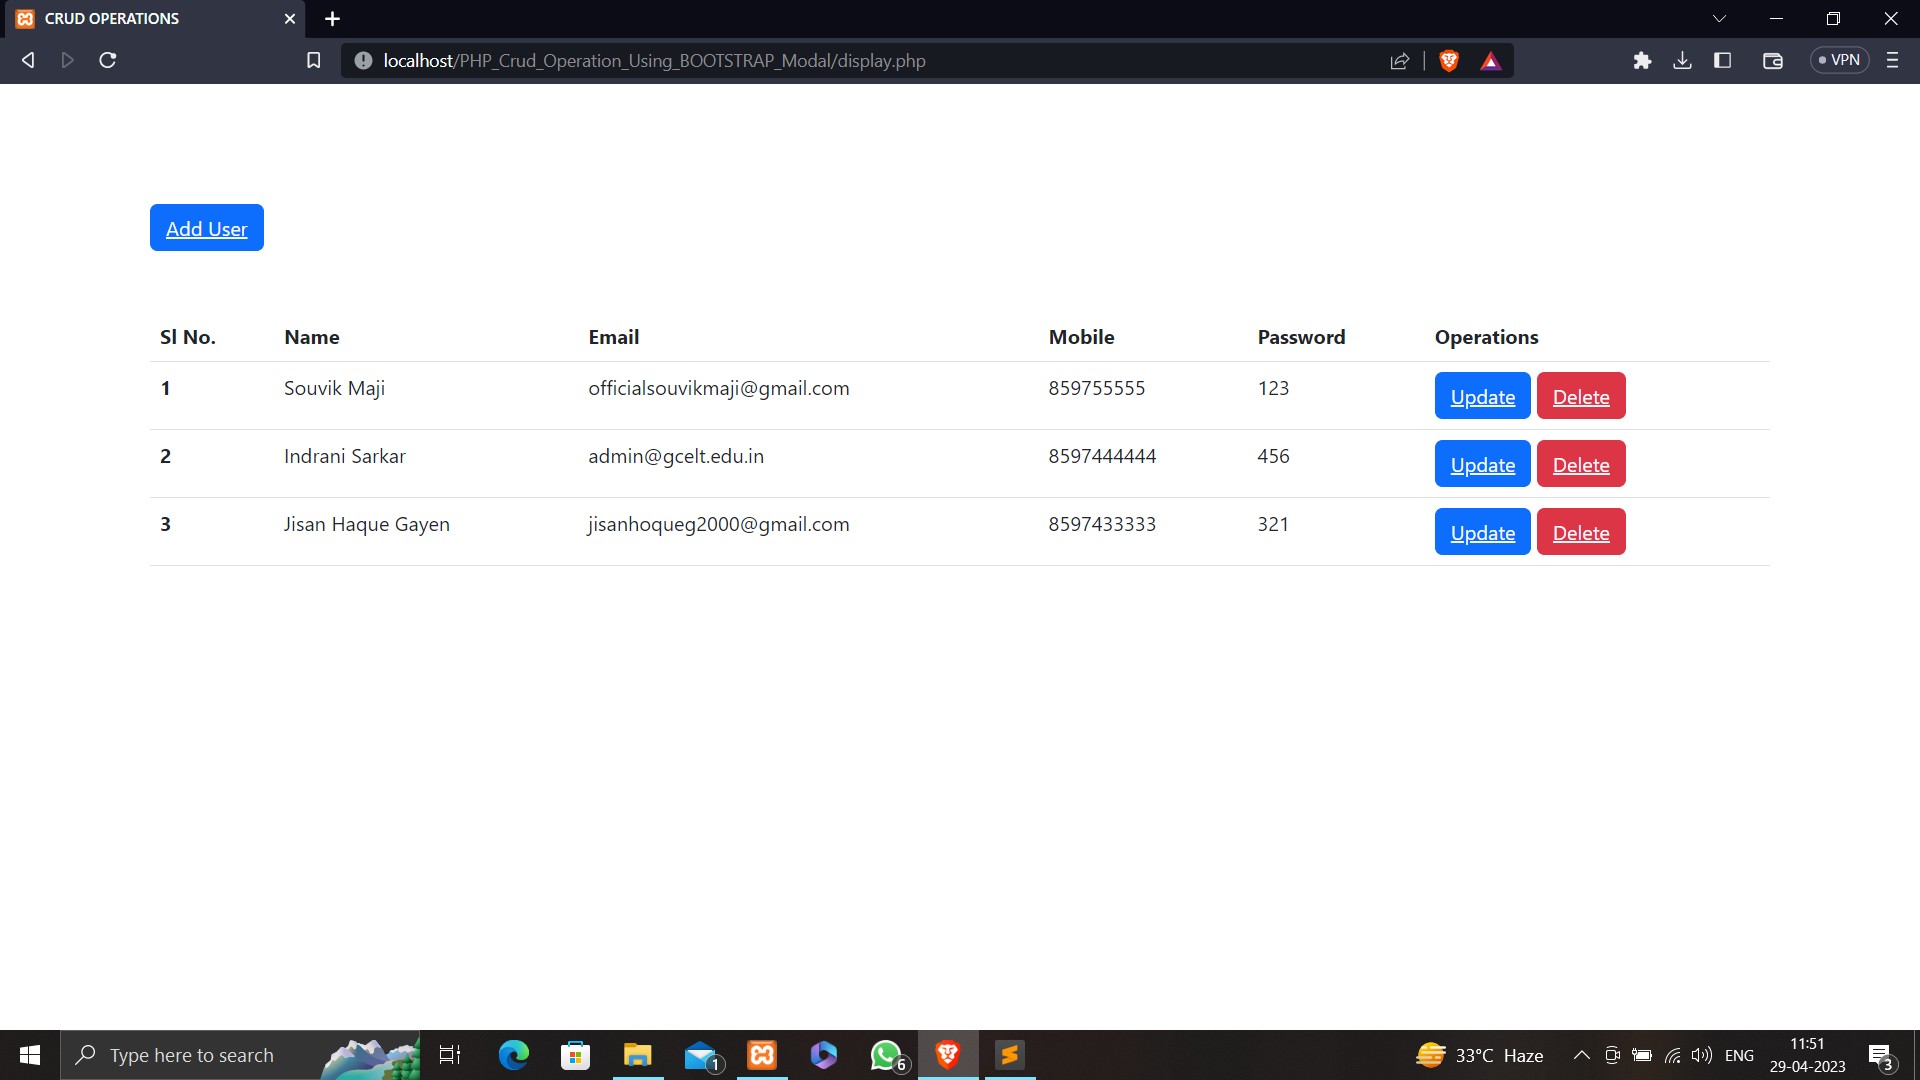 CRUD OPERATIONS
localhost/PHP_Crud_Operation_Using_BOOTSTRAP_Modal/display.php
VPN
Add User
Sl No. Name Email Mobile Password Operations
1 Souvik Maji officialsouvikmaji@gmail.com 859755555 123 Update Delete
2 Indrani Sarkar admin@gcelt.edu.in 8597444444 456 Update Delete
3 Jisan Haque Gayen jisanhoqueg2000@gmail.com 8597433333 321 Update Delete
Type here to search
1
6
33°C Haze
ENG
11:51
29-04-2023
3